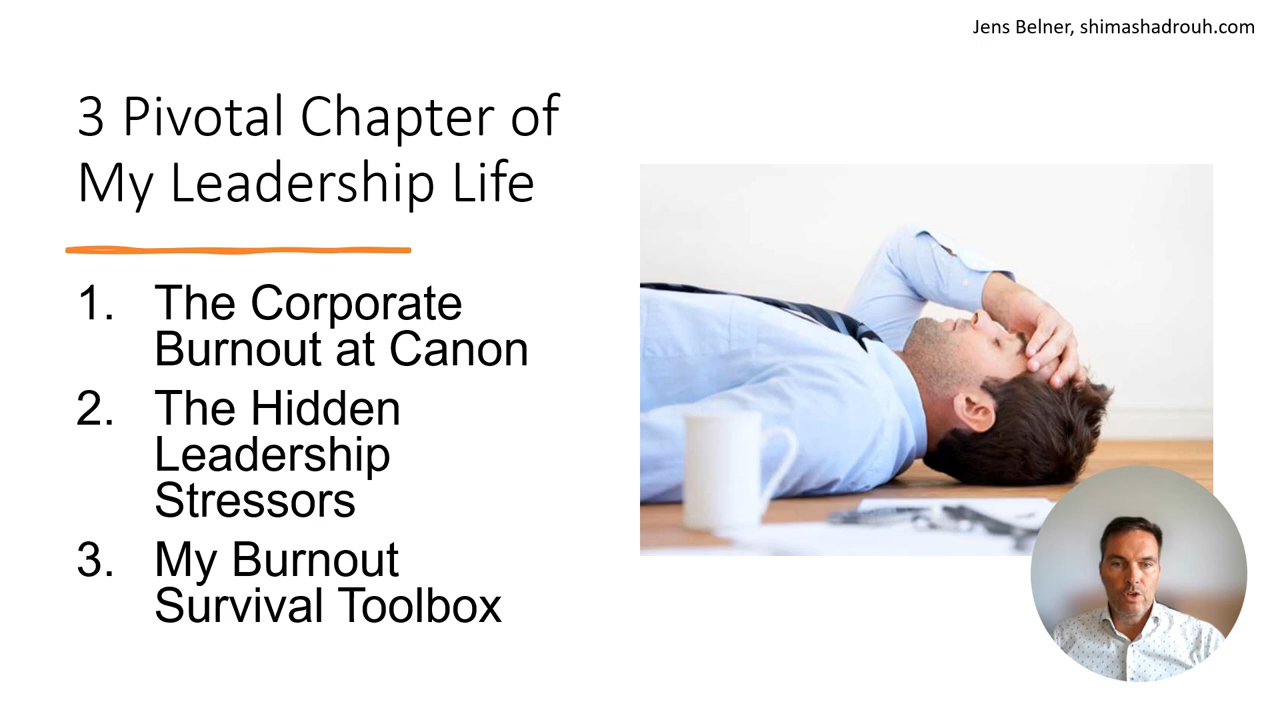 Jens Belner, shimashadrouh.com
3 Pivotal Chapter of
My Leadership Life
1. The Corporate
Burnout at Canon
2. The Hidden
Leadership
Stressors
3. My Burnout
Survival Toolbox